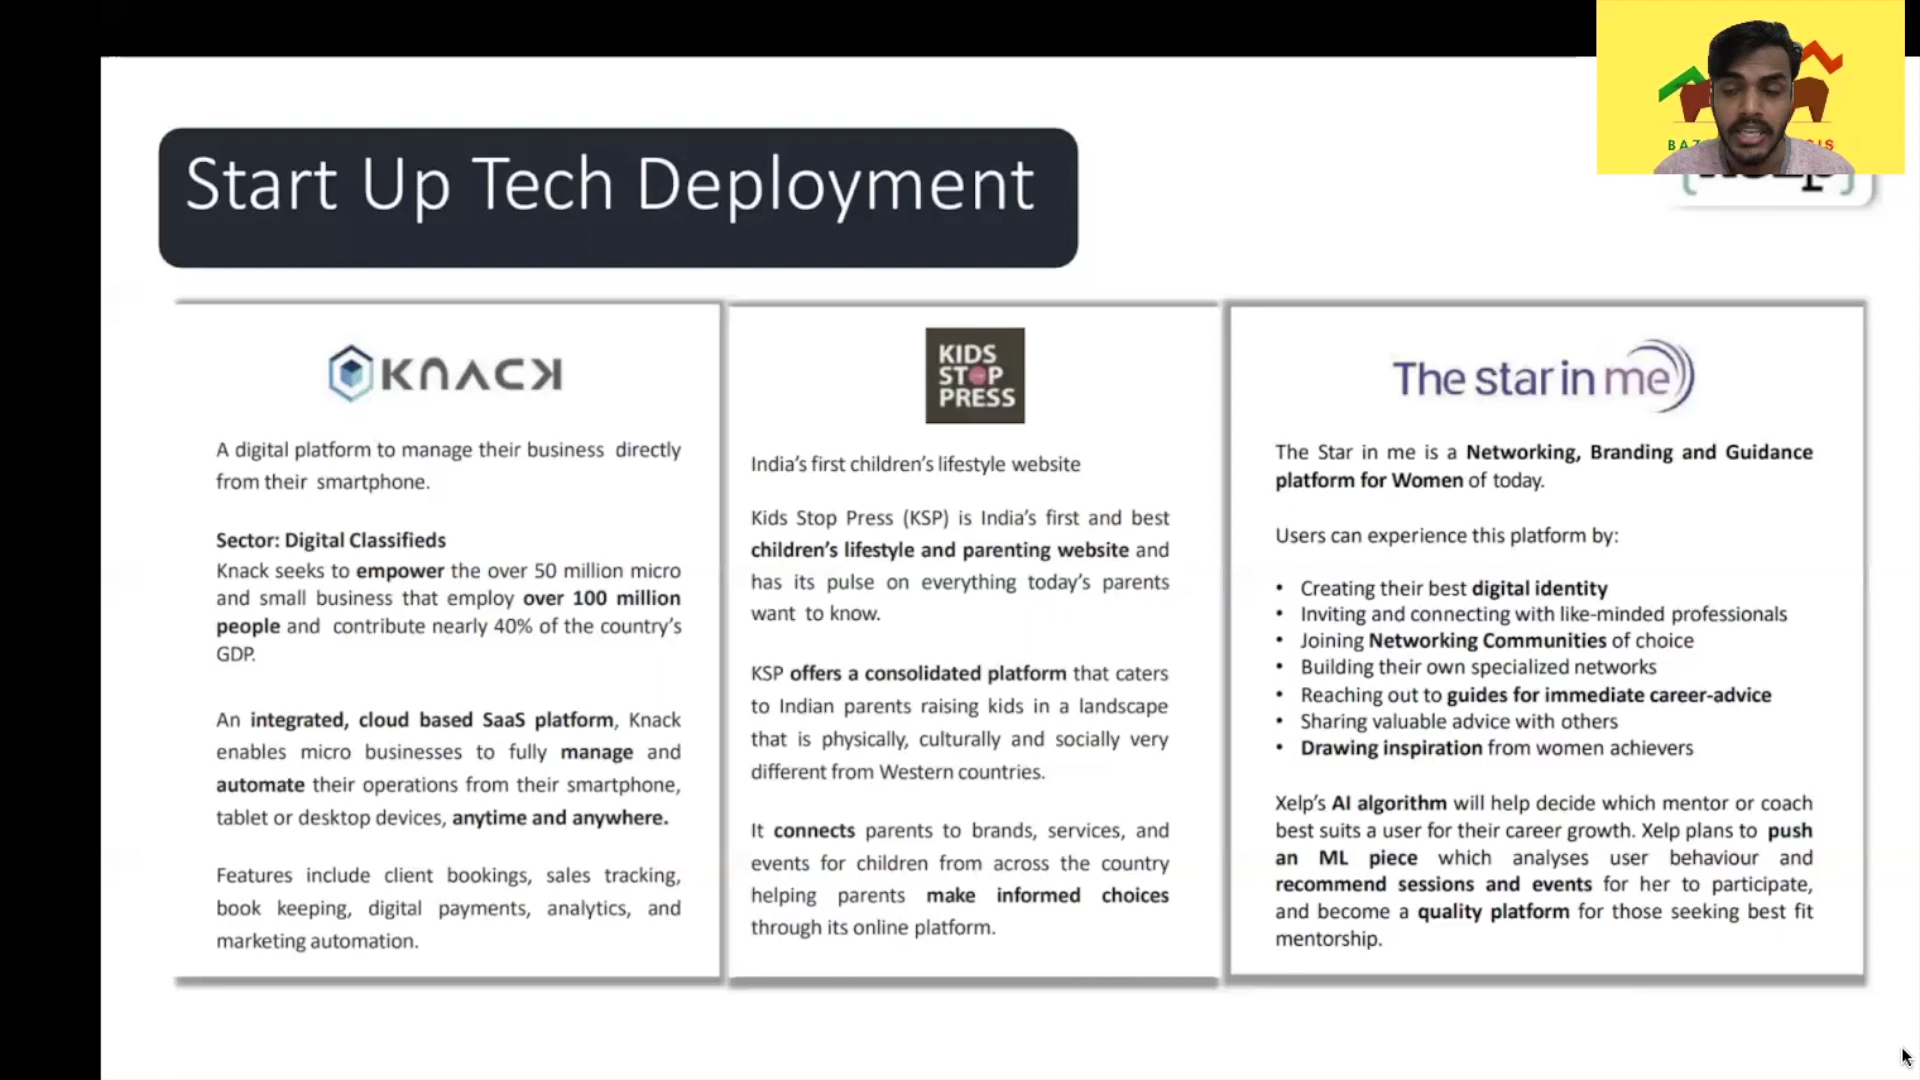 Start Up Tech Deployment
KNACK
A digital platform to manage their business directly
from their smartphone.
Sector: Digital Classifieds
Knack seeks to empower the over 50 million micro
and small business that employ over 100 million
people and contribute nearly 40% of the country's
GDP.
An integrated, cloud based SaaS platform, Knack
enables micro businesses to fully manage and
automate their operations from their smartphone,
tablet or desktop devices, anytime and anywhere.
Features include client bookings, sales tracking,
book keeping, digital payments, analytics, and
marketing automation.
KIDS
STOP
PRESS
India's first children's lifestyle website
Kids Stop Press (KSP) is India's first and best
children's lifestyle and parenting website and
has its pulse on everything today's parents
want to know.
KSP offers a consolidated platform that caters
to Indian parents raising kids in a landscape
that is physically, culturally and socially very
different from Western countries.
It connects parents to brands, services, and
events for children from across the country
helping parents make informed choices
through its online platform.
The star in me
The Star in me is a Networking, Branding and Guidance
platform for Women of today.
Users can experience this platform by:
• Creating their best digital identity
• Inviting and connecting with like-minded professionals
• Joining Networking Communities of choice
• Building their own specialized networks
• Reaching out to guides for immediate career-advice
• Sharing valuable advice with others
• Drawing inspiration from women achievers
Xelp's AI algorithm will help decide which mentor or coach
best suits a user for their career growth. Xelp plans to push
an ML piece which analyses user behaviour and
recommend sessions and events for her to participate,
and become a quality platform for those seeking best fit
mentorship.